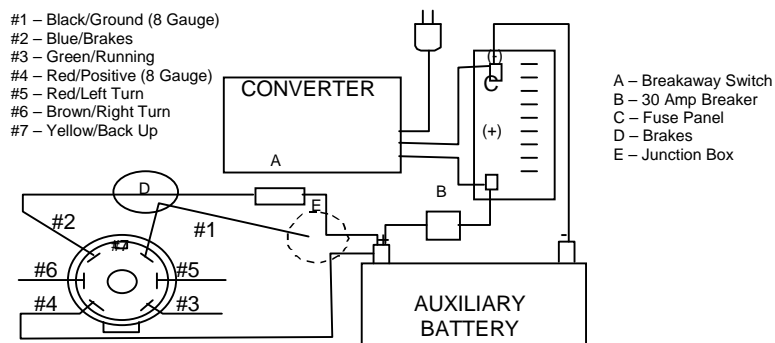 #1 – Black/Ground (8 Gauge)
#2 – Blue/Brakes
#3 – Green/Running
#4 – Red/Positive (8 Gauge)
#5 – Red/Left Turn
#6 – Brown/Right Turn
#7 – Yellow/Back Up
CONVERTER
A
(-)
C
(+)
A – Breakaway Switch
B – 30 Amp Breaker
C – Fuse Panel
D – Brakes
E – Junction Box
D
E
B
#2
#1
#7
#6
#5
#4
#3
+
-
AUXILIARY
BATTERY